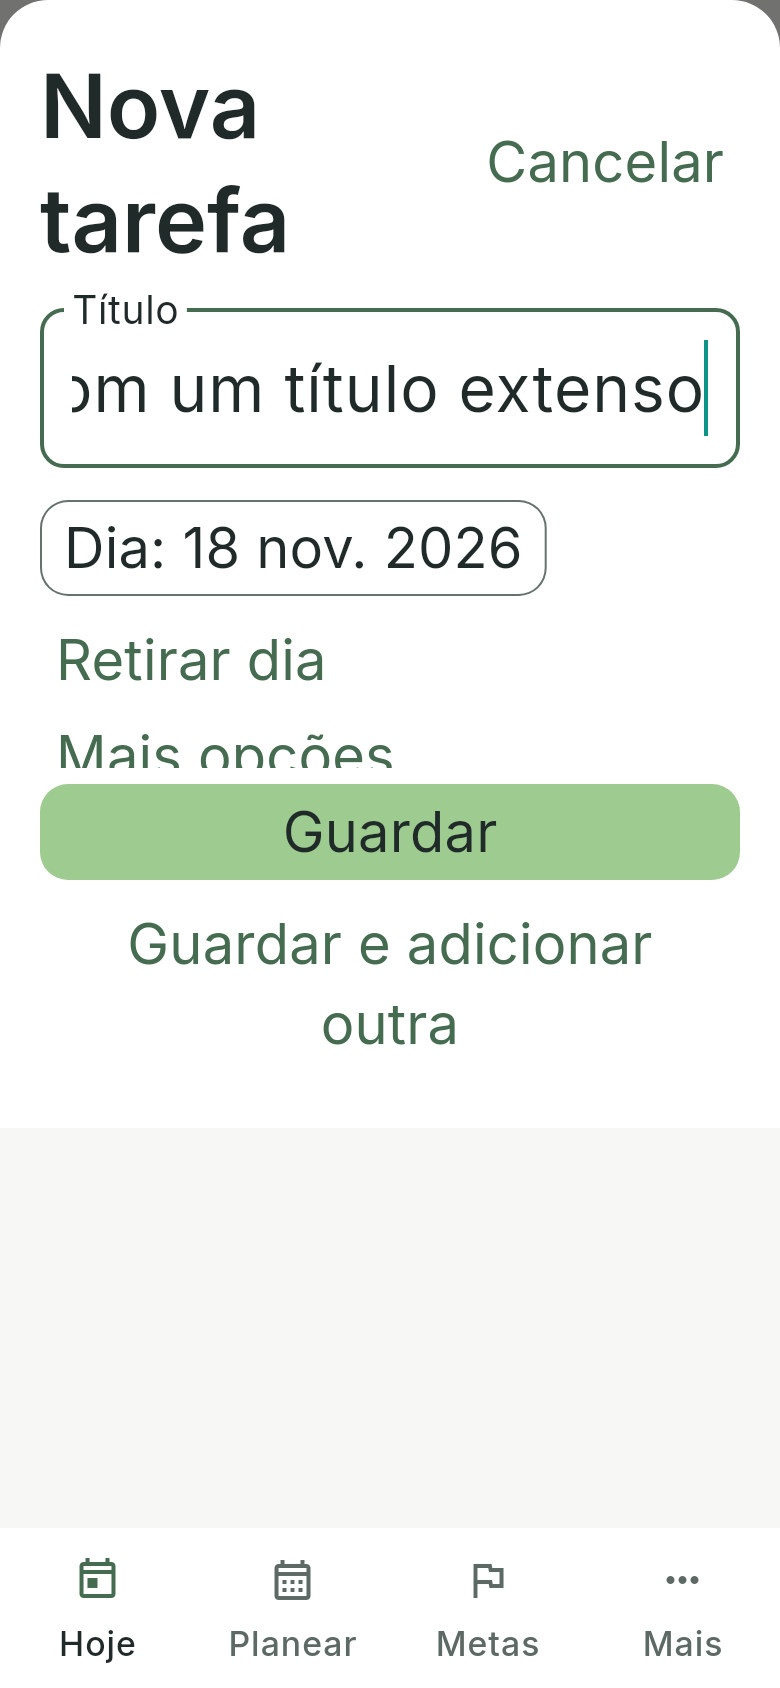 Nova
tarefa
Cancelar
Título
um título extenso
Dia: 18 nov. 2026
Retirar dia
Mais opções
Guardar
Guardar e adicionar
outra
Hoje
Planear
Metas
Mais